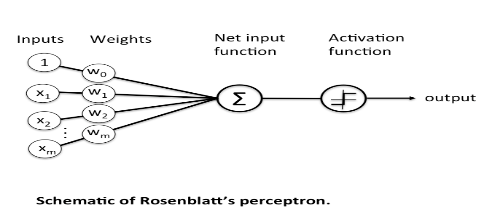 Inputs Weights Net input function Activation function
1 w0
x1 w1
x2 w2
⋮ wm
xm
Σ
output
Schematic of Rosenblatt's perceptron.